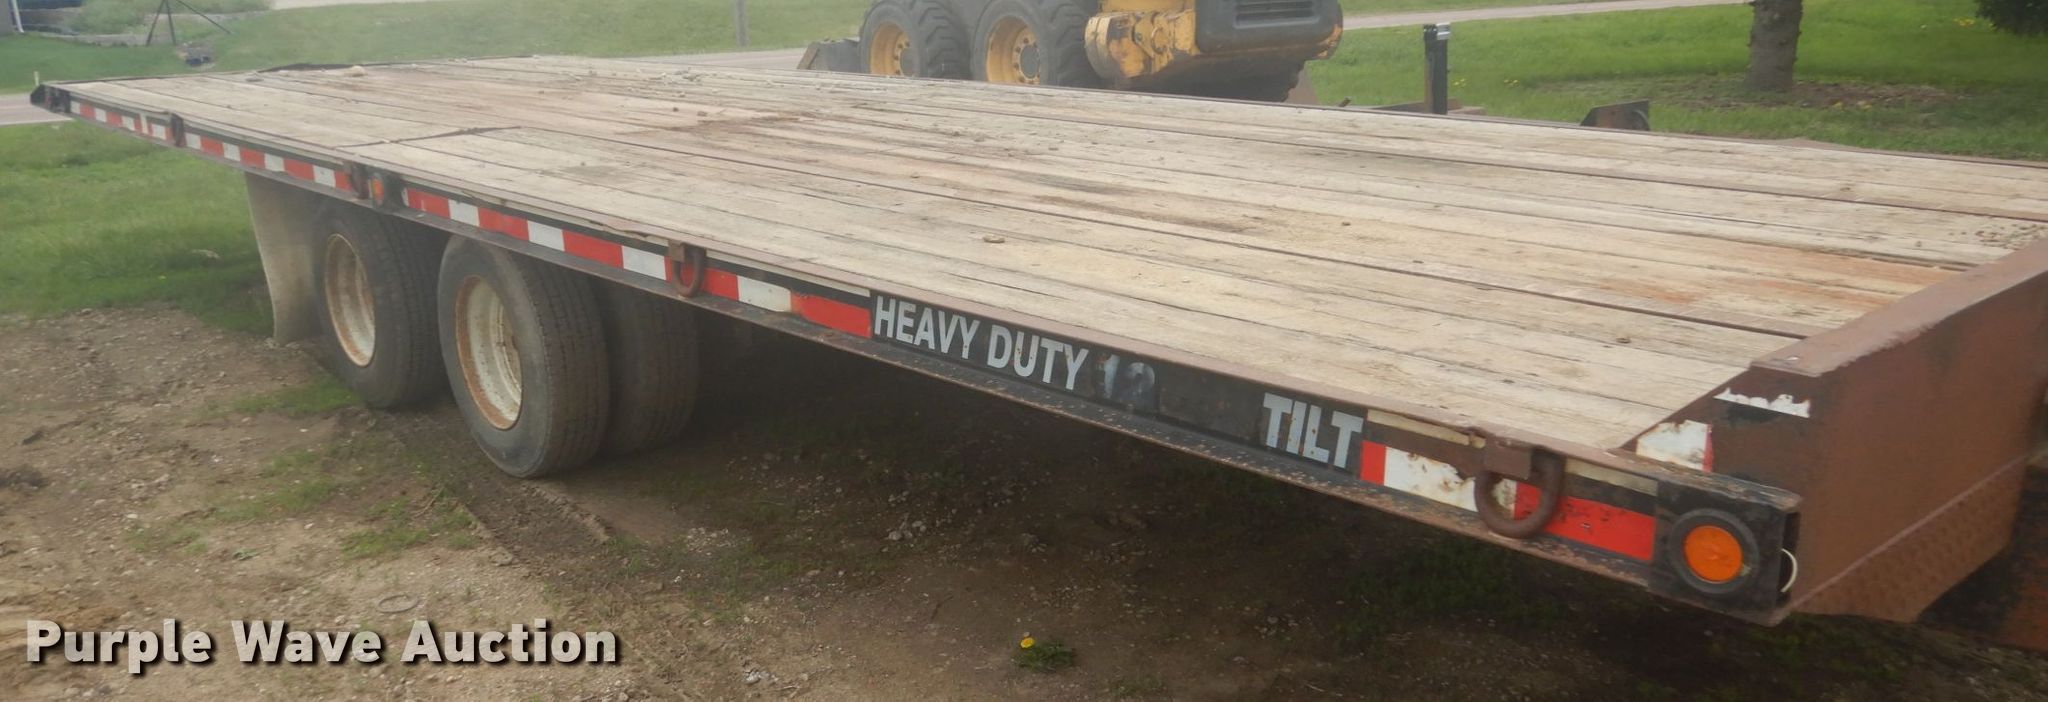 HEAVY DUTY 12 TILT
Purple Wave Auction